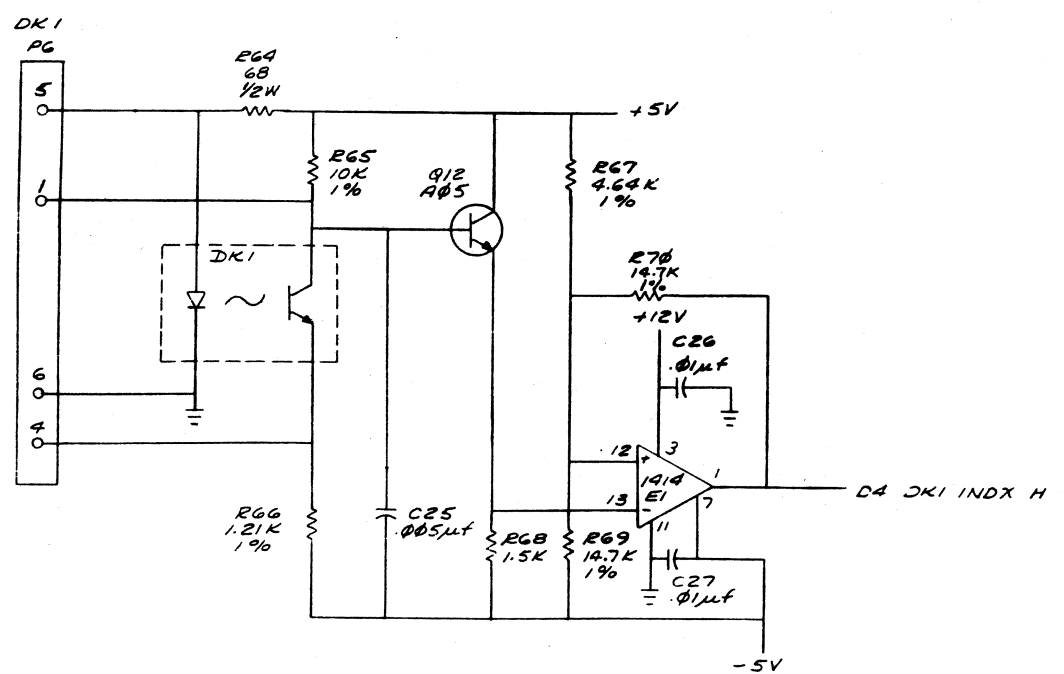 DK1
P6
5
1
6
4
R64
68
1/2W
+5V
R65
10K
1%
Q12
AØ5
R67
4.64K
1%
DK1
R7Ø
14.7K
1%
+12V
C26
.Ø1µf
12
+
3
1414
E1
1
7
13
-
11
C4 DK1 INDX H
R66
1.21K
1%
C25
.ØØ5µf
R68
1.5K
R69
14.7K
1%
C27
.Ø1µf
-5V